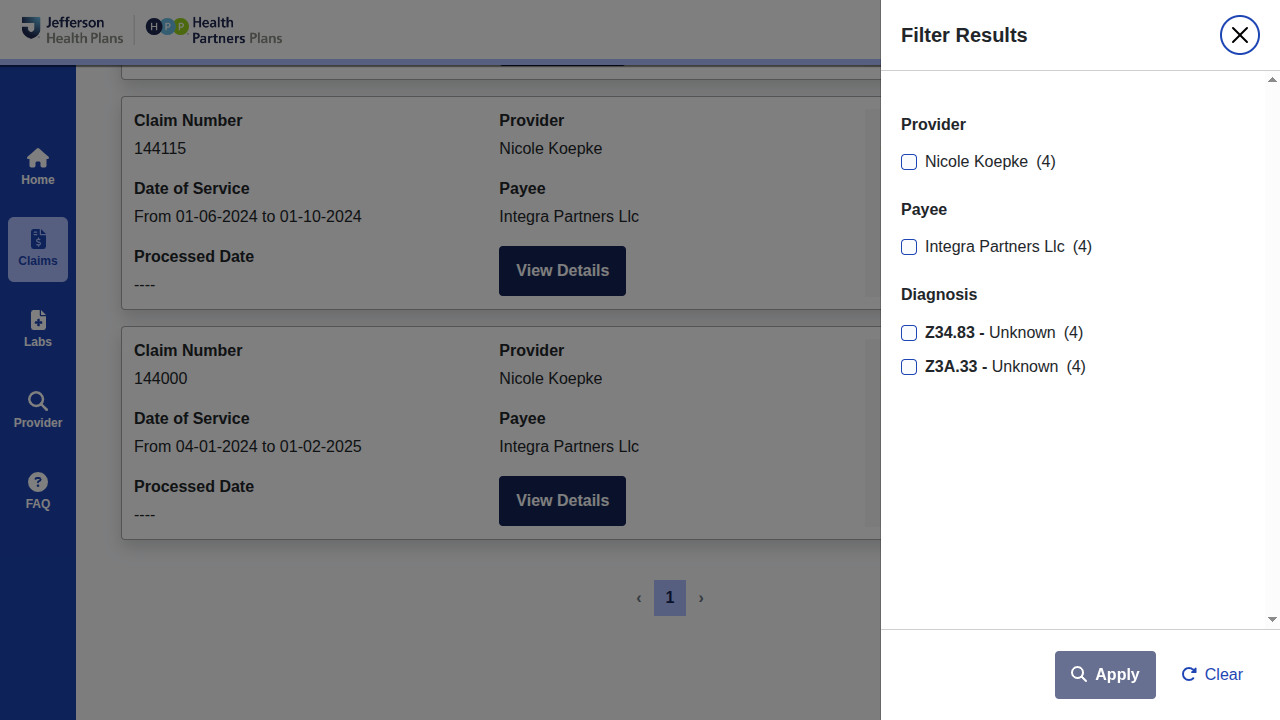 Jefferson
Health Plans
H P P
Health
Partners Plans
Filter Results
Home
Claims
Labs
Provider
FAQ
Claim Number
144115
Provider
Nicole Koepke
Date of Service
From 01-06-2024 to 01-10-2024
Payee
Integra Partners Llc
Processed Date
----
View Details
Claim Number
144000
Provider
Nicole Koepke
Date of Service
From 04-01-2024 to 01-02-2025
Payee
Integra Partners Llc
Processed Date
----
View Details
‹ 1 ›
Provider
Nicole Koepke (4)
Payee
Integra Partners Llc (4)
Diagnosis
Z34.83 - Unknown (4)
Z3A.33 - Unknown (4)
Apply
Clear